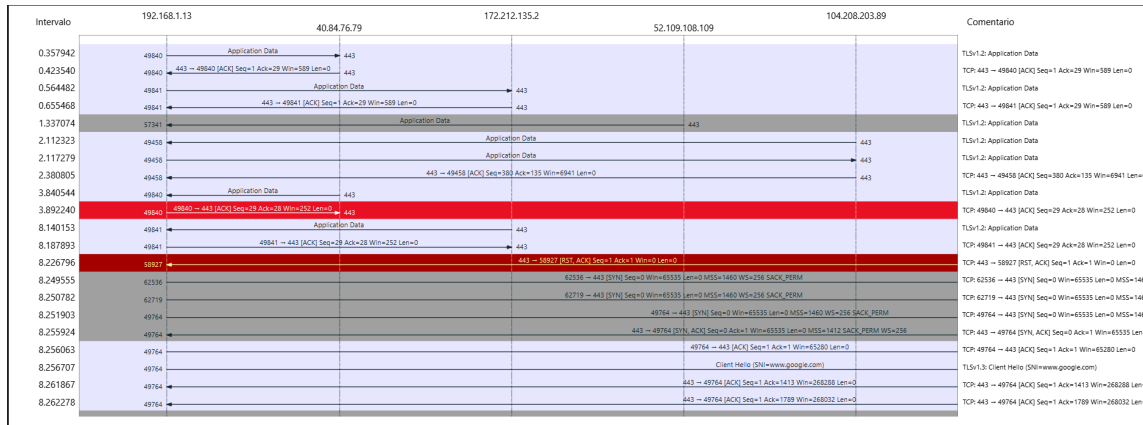 Intervalo 192.168.1.13 40.84.76.79 172.212.135.2 52.109.108.109 104.208.203.89 Comentario
0.357942 49840 Application Data 443 TLSv1.2: Application Data
0.423540 49840 443 → 49840 [ACK] Seq=1 Ack=29 Win=589 Len=0 443 TCP: 443 → 49840 [ACK] Seq=1 Ack=29 Win=589 Len=0
0.564482 49841 Application Data 443 TLSv1.2: Application Data
0.655468 49841 443 → 49841 [ACK] Seq=1 Ack=29 Win=589 Len=0 443 TCP: 443 → 49841 [ACK] Seq=1 Ack=29 Win=589 Len=0
1.337074 57341 Application Data 443 TLSv1.2: Application Data
2.112323 49458 Application Data 443 TLSv1.2: Application Data
2.117279 49458 Application Data 443 TLSv1.2: Application Data
2.380805 49458 443 → 49458 [ACK] Seq=380 Ack=135 Win=6941 Len=0 443 TCP: 443 → 49458 [ACK] Seq=380 Ack=135 Win=6941 Len=
3.840544 49840 Application Data 443 TLSv1.2: Application Data
3.892240 49840 49840 → 443 [ACK] Seq=29 Ack=28 Win=252 Len=0 443 TCP: 49840 → 443 [ACK] Seq=29 Ack=28 Win=252 Len=0
8.140153 49841 Application Data 443 TLSv1.2: Application Data
8.187893 49841 49841 → 443 [ACK] Seq=29 Ack=28 Win=252 Len=0 443 TCP: 49841 → 443 [ACK] Seq=29 Ack=28 Win=252 Len=0
8.226796 58927 443 → 58927 [RST, ACK] Seq=1 Ack=1 Win=0 Len=0 TCP: 443 → 58927 [RST, ACK] Seq=1 Ack=1 Win=0 Len=0
8.249555 62536 62536 → 443 [SYN] Seq=0 Win=65535 Len=0 MSS=1460 WS=256 SACK_PERM TCP: 62536 → 443 [SYN] Seq=0 Win=65535 Len=0 MSS=146
8.250782 62719 62719 → 443 [SYN] Seq=0 Win=65535 Len=0 MSS=1460 WS=256 SACK_PERM TCP: 62719 → 443 [SYN] Seq=0 Win=65535 Len=0 MSS=146
8.251903 49764 49764 → 443 [SYN] Seq=0 Win=65535 Len=0 MSS=1460 WS=256 SACK_PERM TCP: 49764 → 443 [SYN] Seq=0 Win=65535 Len=0 MSS=146
8.255924 49764 443 → 49764 [SYN, ACK] Seq=0 Ack=1 Win=65535 Len=0 MSS=1412 SACK_PERM WS=256 TCP: 443 → 49764 [SYN, ACK] Seq=0 Ack=1 Win=65535 Len=
8.256063 49764 49764 → 443 [ACK] Seq=1 Ack=1 Win=65280 Len=0 TCP: 49764 → 443 [ACK] Seq=1 Ack=1 Win=65280 Len=0
8.256707 49764 Client Hello (SNI=www.google.com) TLSv1.3: Client Hello (SNI=www.google.com)
8.261867 49764 443 → 49764 [ACK] Seq=1 Ack=1413 Win=268288 Len=0 TCP: 443 → 49764 [ACK] Seq=1 Ack=1413 Win=268288 Len=
8.262278 49764 443 → 49764 [ACK] Seq=1 Ack=1789 Win=268032 Len=0 TCP: 443 → 49764 [ACK] Seq=1 Ack=1789 Win=268032 Len=